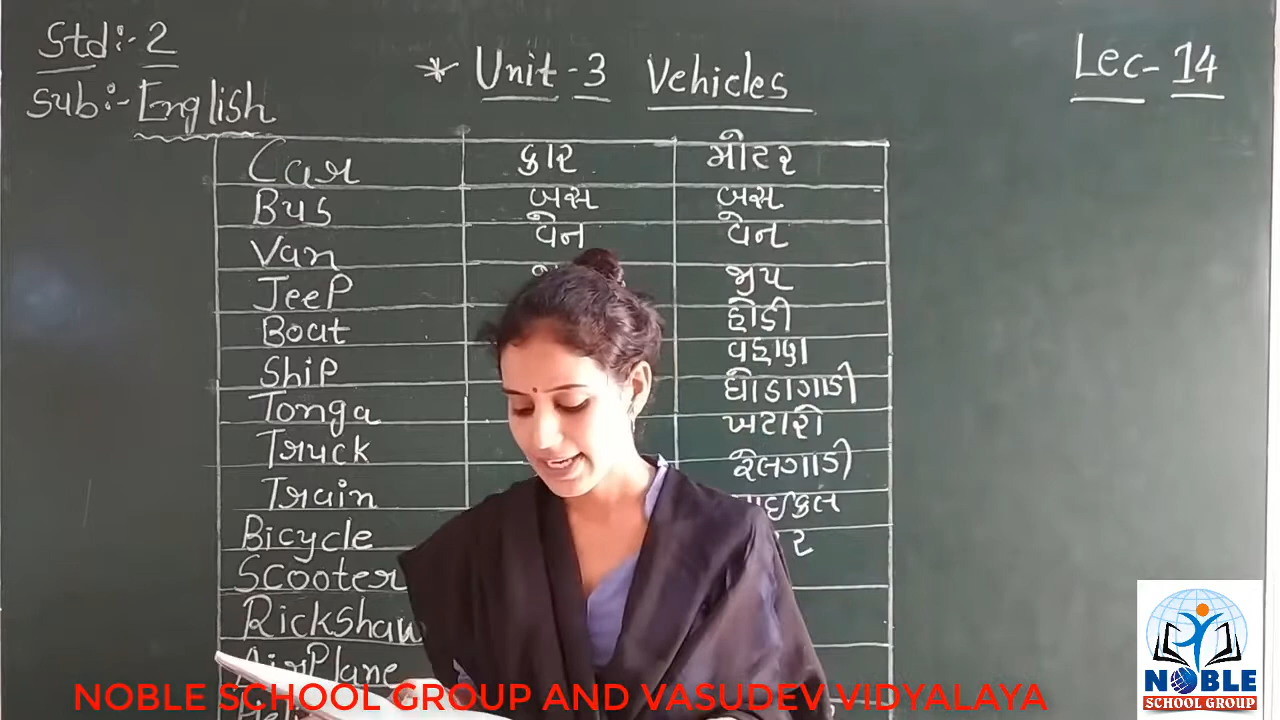 Std:- 2
* Unit-3 Vehicles
Lec-14
Sub:- English
Car કાર મોટર
Bus બસ બસ
Van વેન વેન
JeeP જીપ
Boat હોડી
ShiP વહાણ
Tonga ઘોડાગાડી
Truck ખટારો
Train રેલગાડી
Bicycle
Scooter
Rickshaw
AirPlane
NOBLE SCHOOL GROUP AND VASUDEV VIDYALAYA
NOBLE
SCHOOL GROUP